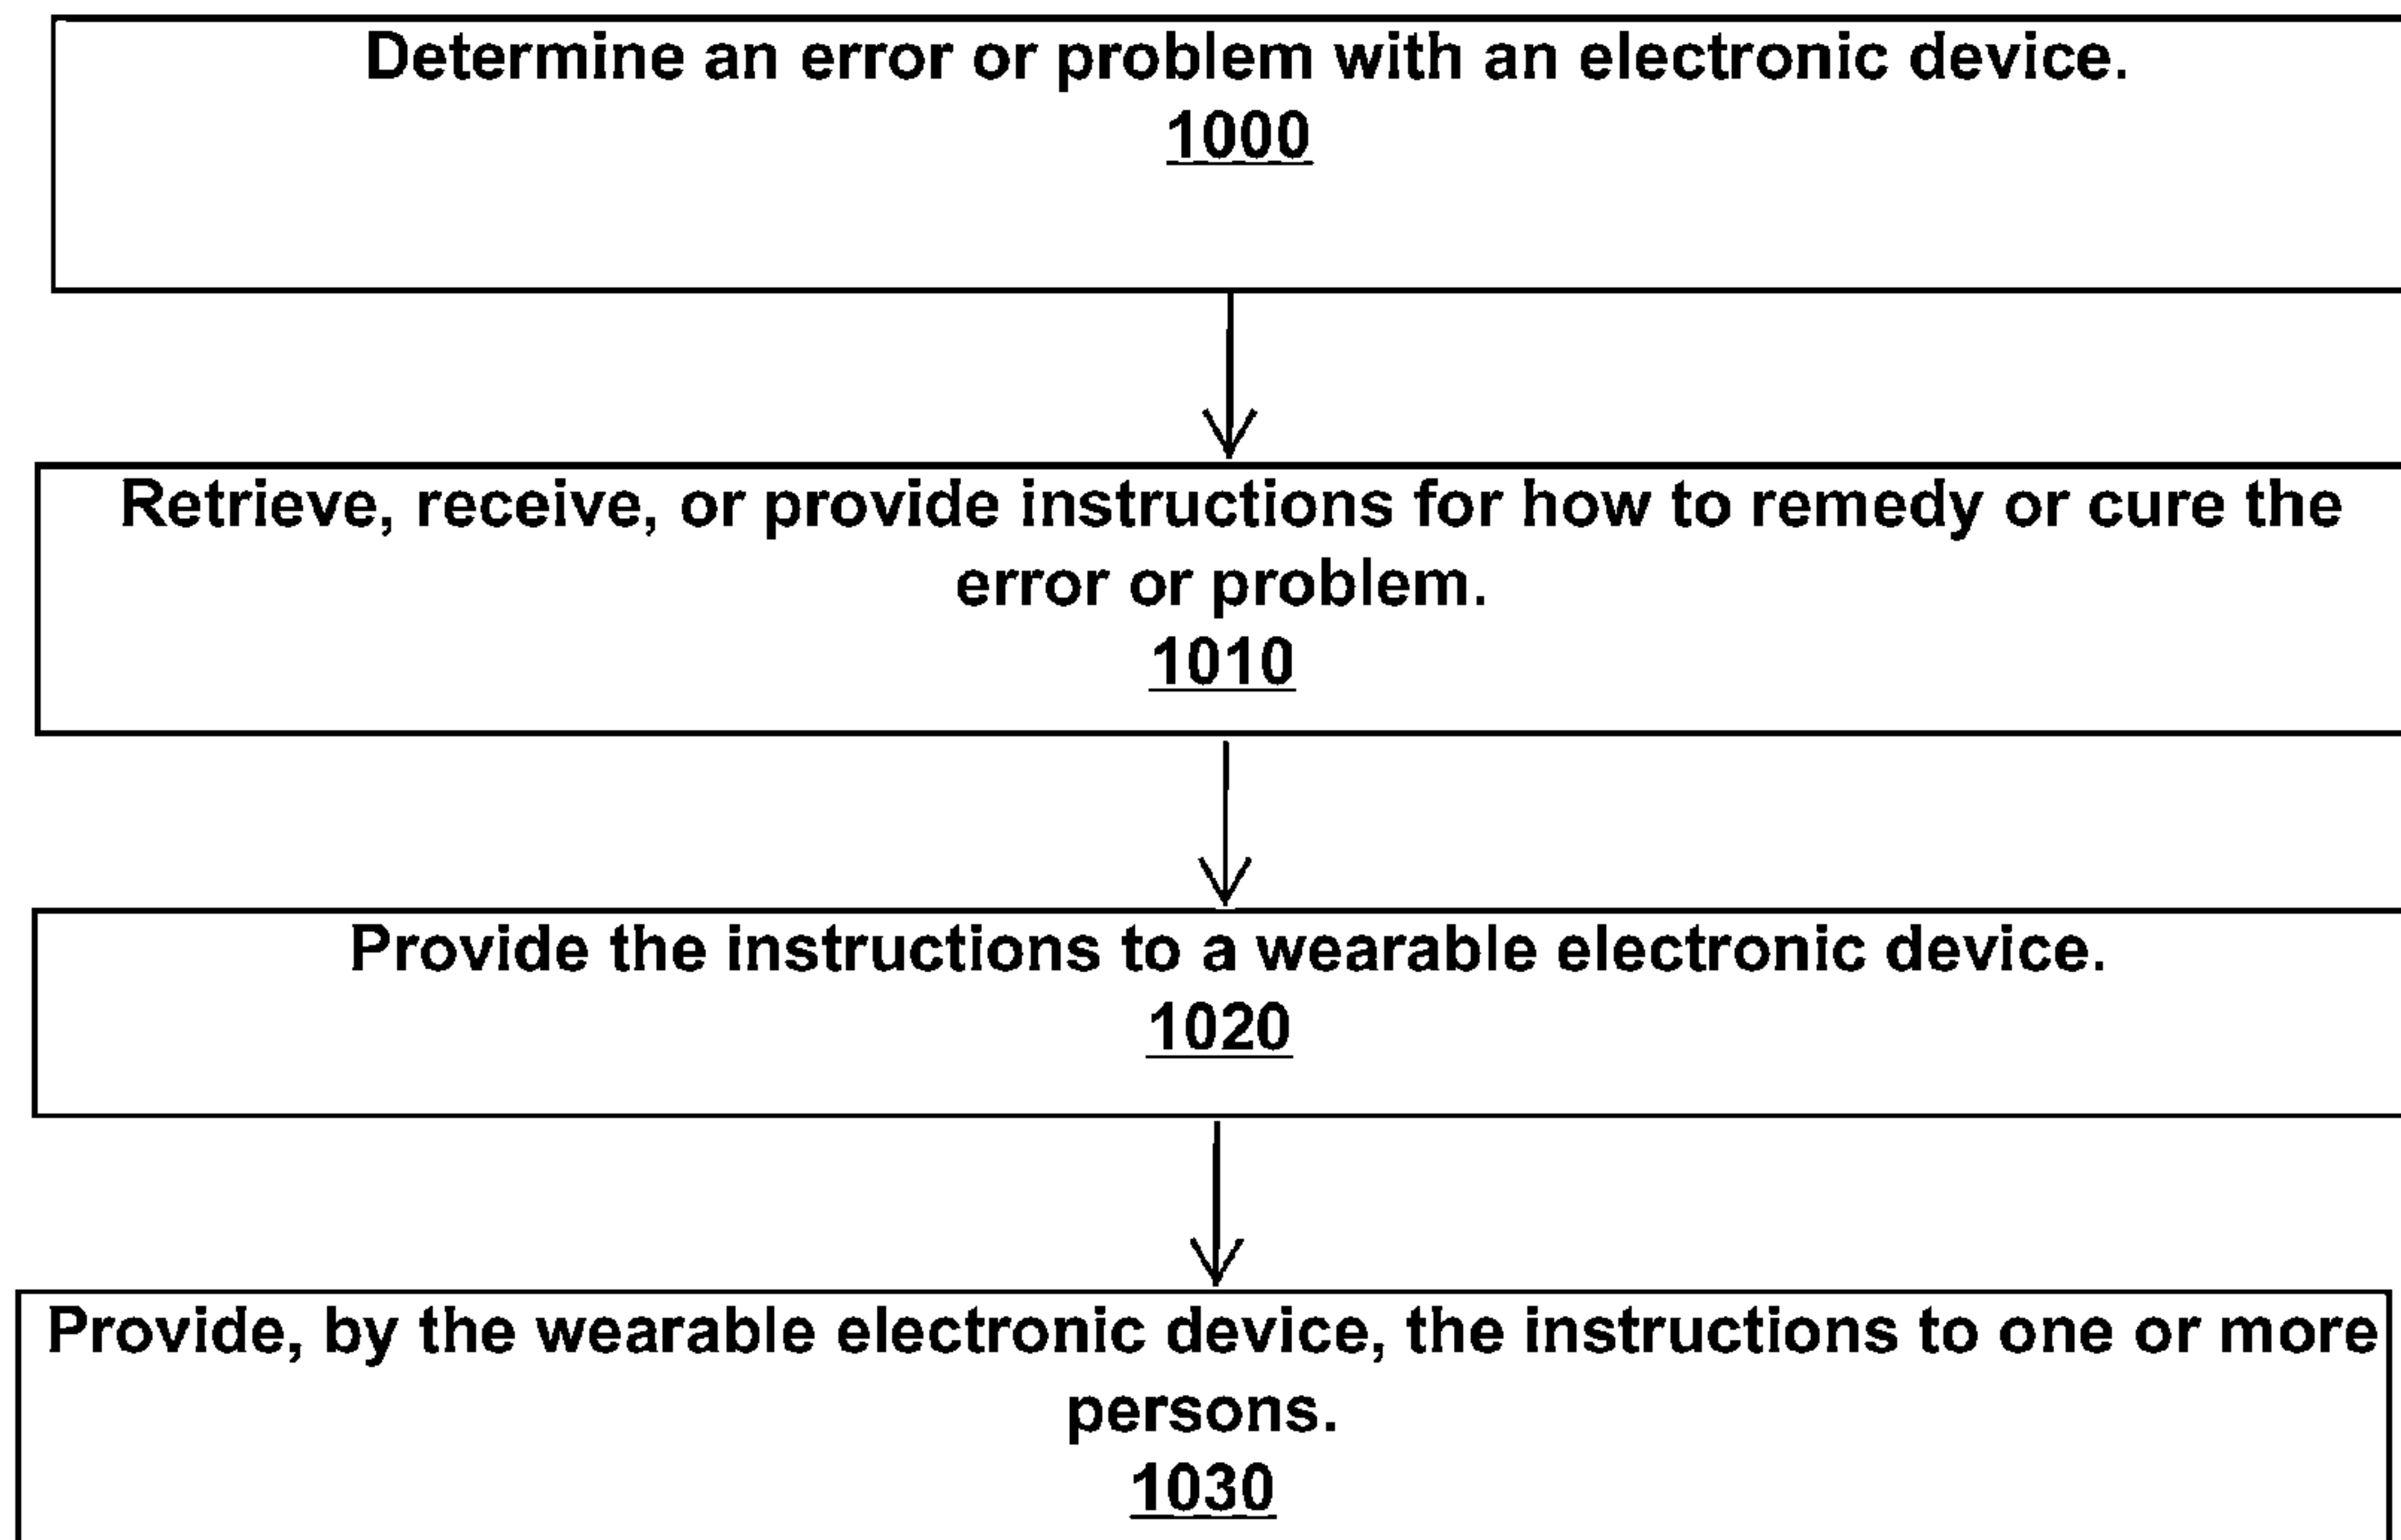 Determine an error or problem with an electronic device.
1000
Retrieve, receive, or provide instructions for how to remedy or cure the
error or problem.
1010
Provide the instructions to a wearable electronic device.
1020
Provide, by the wearable electronic device, the instructions to one or more
persons.
1030